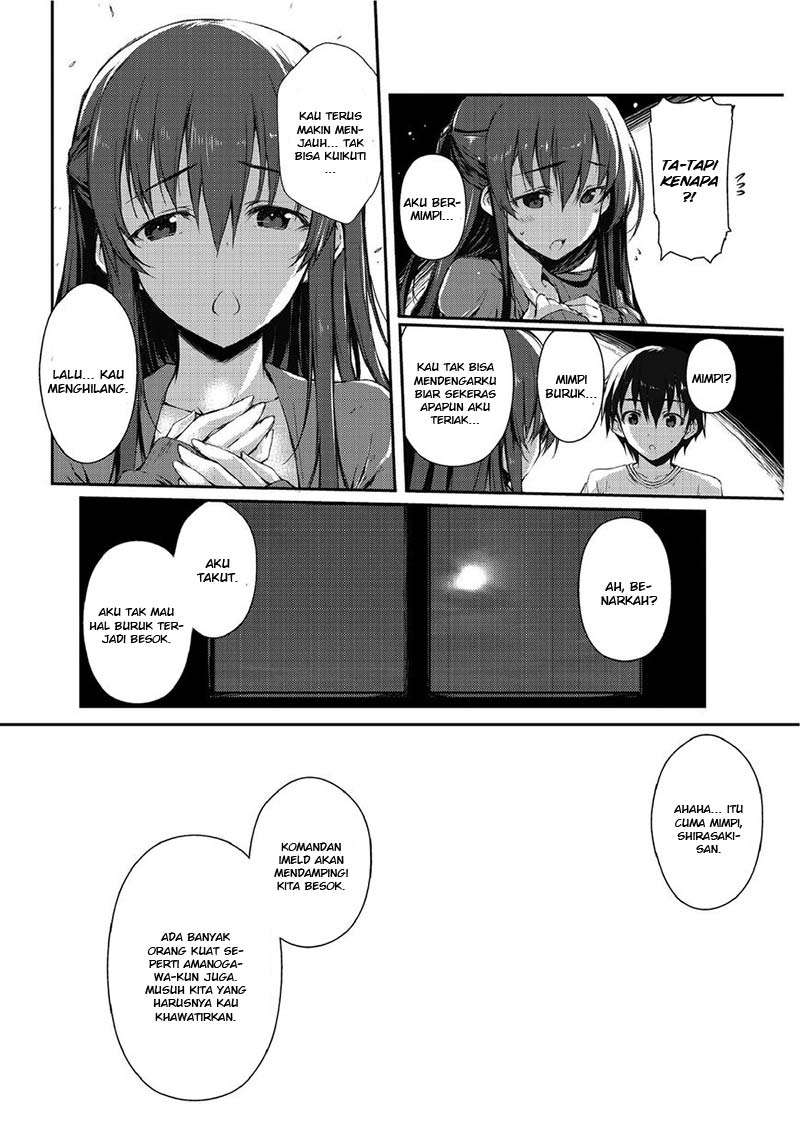 TA-TAPI
KENAPA
?!
AKU BER-
MIMPI...
MIMPI?
MIMPI
BURUK...
KAU TAK BISA
MENDENGARKU
BIAR SEKERAS
APAPUN AKU
TERIAK...
KAU TERUS
MAKIN MEN-
JAUH... TAK
BISA KUIKUTI
...
LALU... KAU
MENGHILANG.
AH, BE-
NARKAH?
AKU
TAKUT.
AKU TAK MAU
HAL BURUK TER-
JADI BESOK.
AHAHA... ITU
CUMA MIMPI,
SHIRASAKI-
SAN.
KOMANDAN
IMELD AKAN
MENDAMPINGI
KITA BESOK.
ADA BANYAK
ORANG KUAT SE-
PERTI AMANOGA-
WA-KUN JUGA.
MUSUH KITA YANG
HARUSNYA KAU
KHAWATIRKAN.